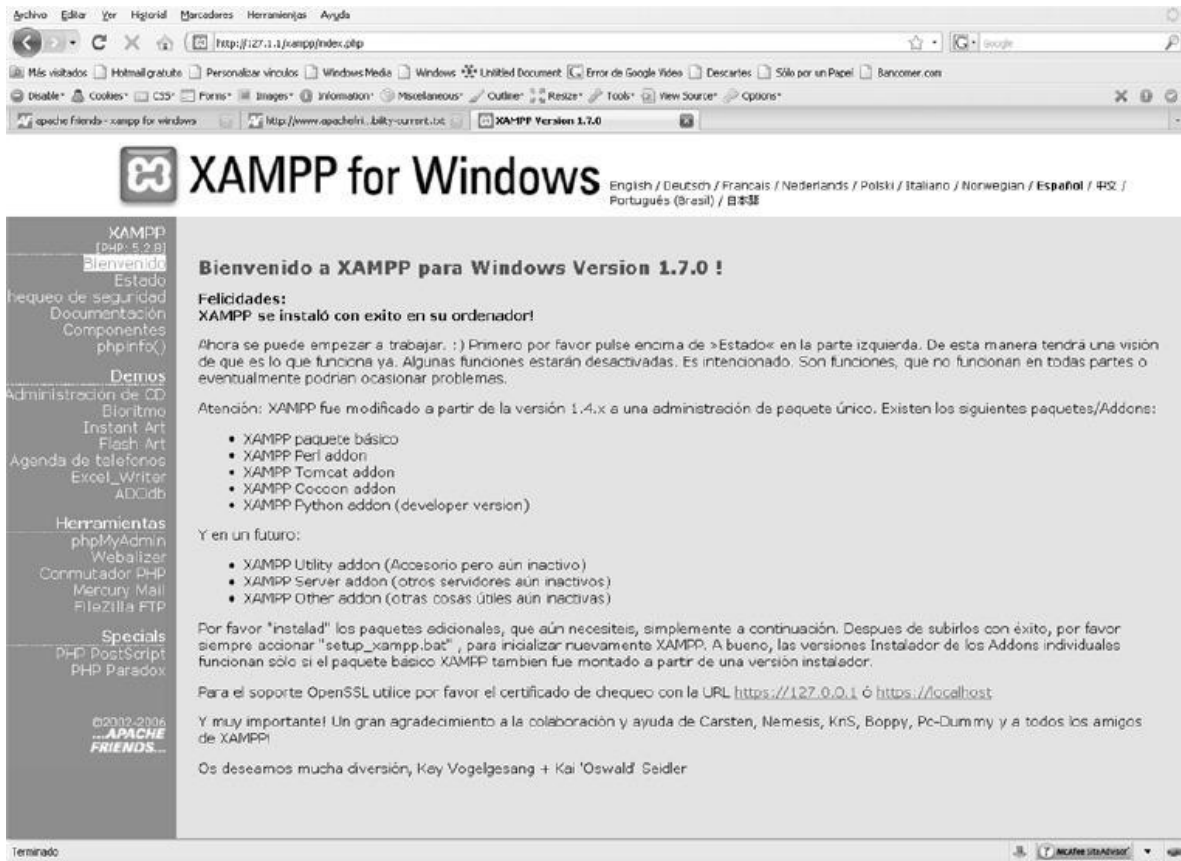 Archivo Editar Ver Historial Marcadores Herramientas Ayuda
http://127.1.1/xampp/index.php
Google
Más visitados Hotmail gratuito Personalizar vínculos Windows Media Windows Untitled Document Error de Google Video Descartes Sólo por un Papel Bancomer.com
Disable Cookies CSS Forms Images Information Miscellaneous Outline Resize Tools View Source Options
apache friends - xampp for windows http://www.apachefri...bility-current.txt XAMPP Version 1.7.0
XAMPP for Windows
English / Deutsch / Francais / Nederlands / Polski / Italiano / Norwegian / Español / 中文 /
Português (Brasil) / 日本語
XAMPP
[PHP: 5.2.8]
Bienvenido
Estado
hequeo de seguridad
Documentación
Componentes
phpinfo()
Demos
Administración de CD
Bioritmo
Instant Art
Flash Art
Agenda de telefonos
Excel_Writer
ADOdb
Herramientas
phpMyAdmin
Webalizer
Conmutador PHP
Mercury Mail
FileZilla FTP
Specials
PHP PostScript
PHP Paradox
©2002-2006
...APACHE
FRIENDS...
Bienvenido a XAMPP para Windows Version 1.7.0 !
Felicidades:
XAMPP se instaló con exito en su ordenador!
Ahora se puede empezar a trabajar. :) Primero por favor pulse encima de »Estado« en la parte izquierda. De esta manera tendrá una visión
de que es lo que funciona ya. Algunas funciones estarán desactivadas. Es intencionado. Son funciones, que no funcionan en todas partes o
eventualmente podrian ocasionar problemas.
Atención: XAMPP fue modificado a partir de la versión 1.4.x a una administración de paquete único. Existen los siguientes paquetes/Addons:
• XAMPP paquete básico
• XAMPP Perl addon
• XAMPP Tomcat addon
• XAMPP Cocoon addon
• XAMPP Python addon (developer version)
Y en un futuro:
• XAMPP Utility addon (Accesorio pero aún inactivo)
• XAMPP Server addon (otros servidores aún inactivos)
• XAMPP Other addon (otras cosas útiles aún inactivas)
Por favor "instalad" los paquetes adicionales, que aún necesiteis, simplemente a continuación. Despues de subirlos con éxito, por favor
siempre accionar "setup_xampp.bat" , para inicializar nuevamente XAMPP. A bueno, las versiones Instalador de los Addons individuales
funcionan sólo si el paquete básico XAMPP tambien fue montado a partir de una versión instalador.
Para el soporte OpenSSL utilice por favor el certificado de chequeo con la URL https://127.0.0.1 ó https://localhost
Y muy importante! Un gran agradecimiento a la colaboración y ayuda de Carsten, Nemesis, KnS, Boppy, Pc-Dummy y a todos los amigos
de XAMPP!
Os deseamos mucha diversión, Kay Vogelgesang + Kai 'Oswald' Seidler
Terminado
McAfee SiteAdvisor